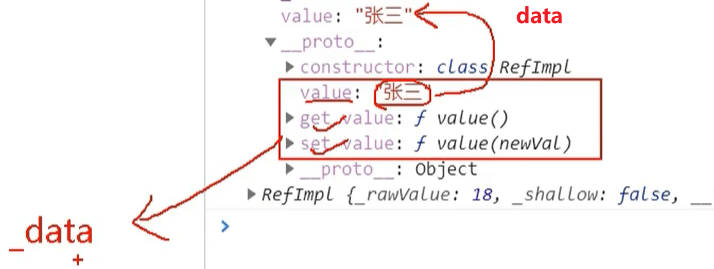 value: "张三"
data
▼ __proto__:
▶ constructor: class RefImpl
value: "张三"
▶ get value: ƒ value()
▶ set value: ƒ value(newVal)
▶ __proto__: Object
▶ RefImpl {_rawValue: 18, _shallow: false, __
_data
>